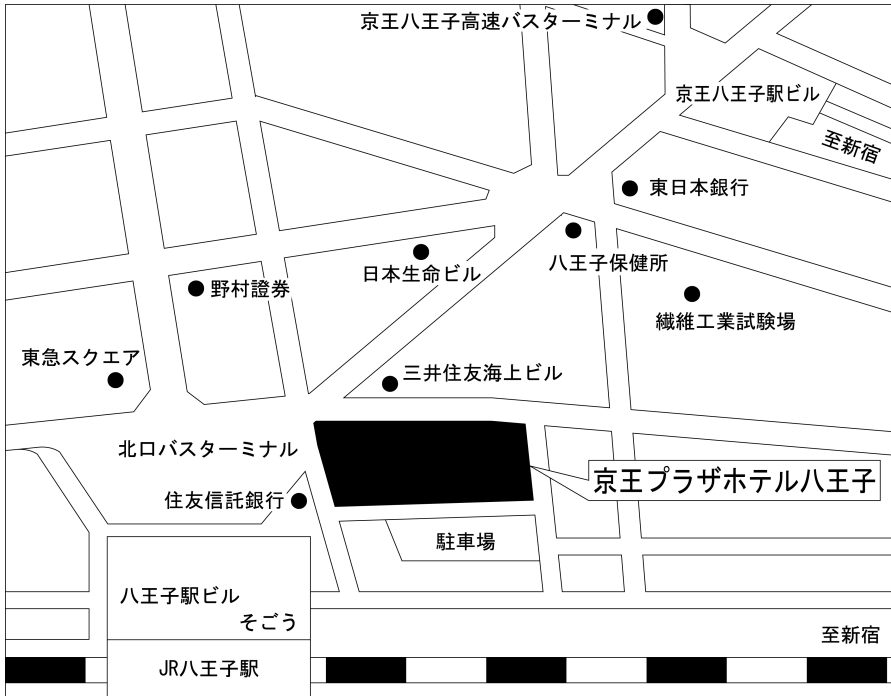 京王八王子高速バスターミナル
京王八王子駅ビル
至新宿
東日本銀行
八王子保健所
日本生命ビル
野村證券
繊維工業試験場
東急スクエア
三井住友海上ビル
北口バスターミナル
京王プラザホテル八王子
住友信託銀行
駐車場
八王子駅ビル
そごう
至新宿
JR八王子駅